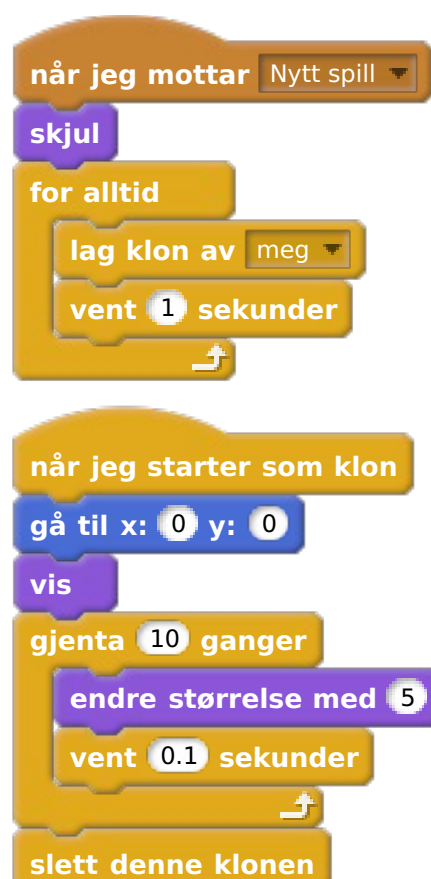 når jeg mottar Nytt spill
skjul
for alltid
lag klon av meg
vent 1 sekunder
når jeg starter som klon
gå til x: 0 y: 0
vis
gjenta 10 ganger
endre størrelse med 5
vent 0.1 sekunder
slett denne klonen